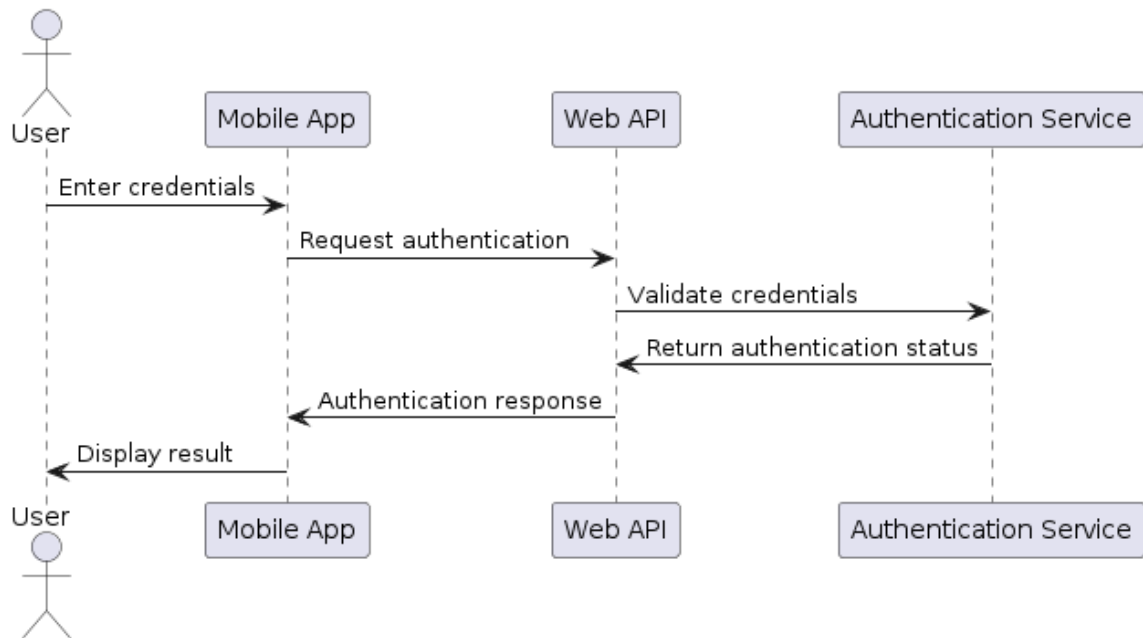 User
Mobile App
Web API
Authentication Service
Enter credentials
Request authentication
Validate credentials
Return authentication status
Authentication response
Display result
User
Mobile App
Web API
Authentication Service